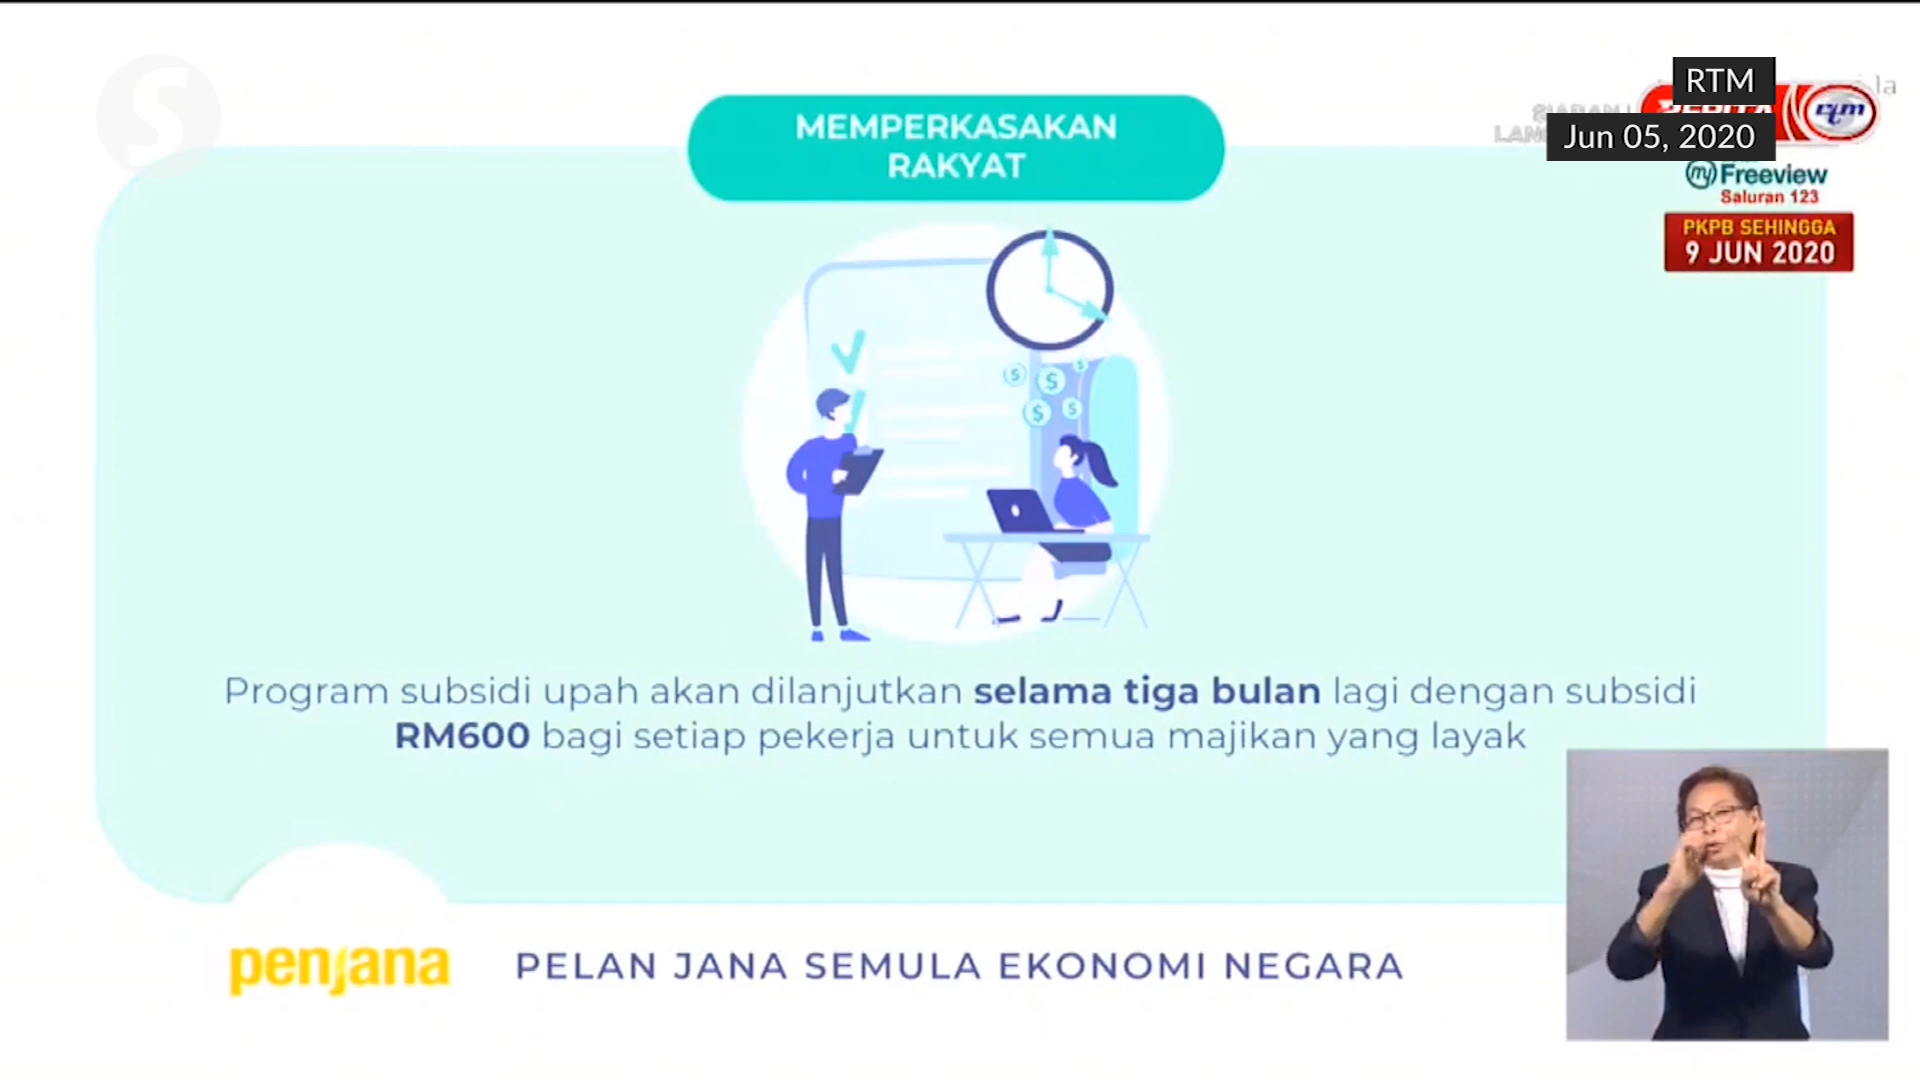 RTM
Jun 05, 2020
rtm
my Freeview
Saluran 123
PKPB SEHINGGA
9 JUN 2020
MEMPERKASAKAN
RAKYAT
$ $ $
$ $
Program subsidi upah akan dilanjutkan selama tiga bulan lagi dengan subsidi
RM600 bagi setiap pekerja untuk semua majikan yang layak
penjana
PELAN JANA SEMULA EKONOMI NEGARA